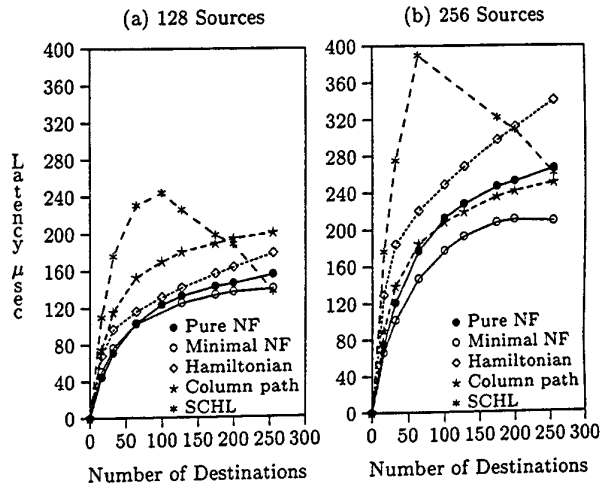 (a) 128 Sources
(b) 256 Sources
400
360
320
280
240
200
160
120
80
40
0
Latency μsec
Pure NF
Minimal NF
Hamiltonian
Column path
SCHL
0 50 100 150 200 250 300
Number of Destinations
400
360
320
280
240
200
160
120
80
40
0
Pure NF
Minimal NF
Hamiltonian
Column path
SCHL
0 50 100 150 200 250 300
Number of Destinations